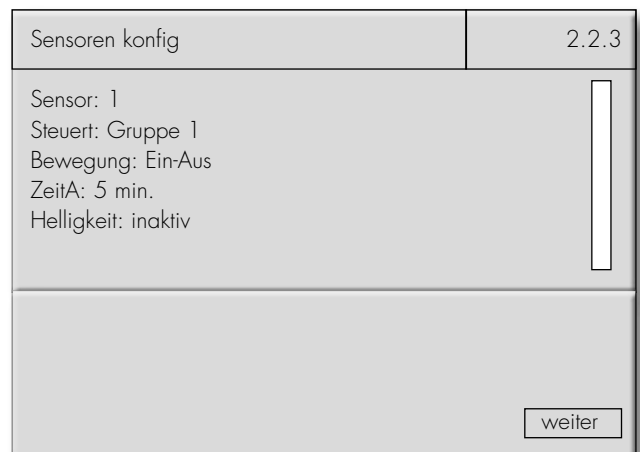 Sensoren konfig 2.2.3
Sensor: 1
Steuert: Gruppe 1
Bewegung: Ein-Aus
ZeitA: 5 min.
Helligkeit: inaktiv
weiter